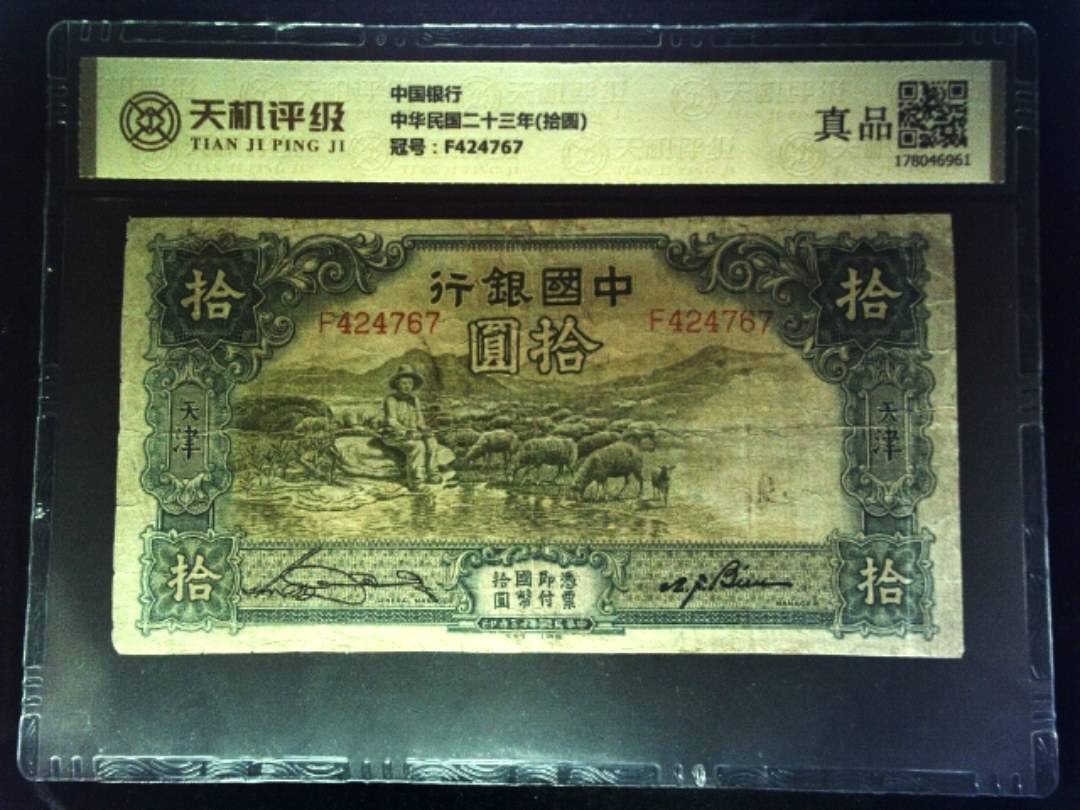 天机评级
TIAN JI PING JI
中国银行
中华民国二十三年(拾圆)
冠号:F424767
真品
178046961
拾
拾
行銀國中
F424767
F424767
圓拾
天津
天津
拾
拾
憑票
即付
國幣
拾圓
MANAGER